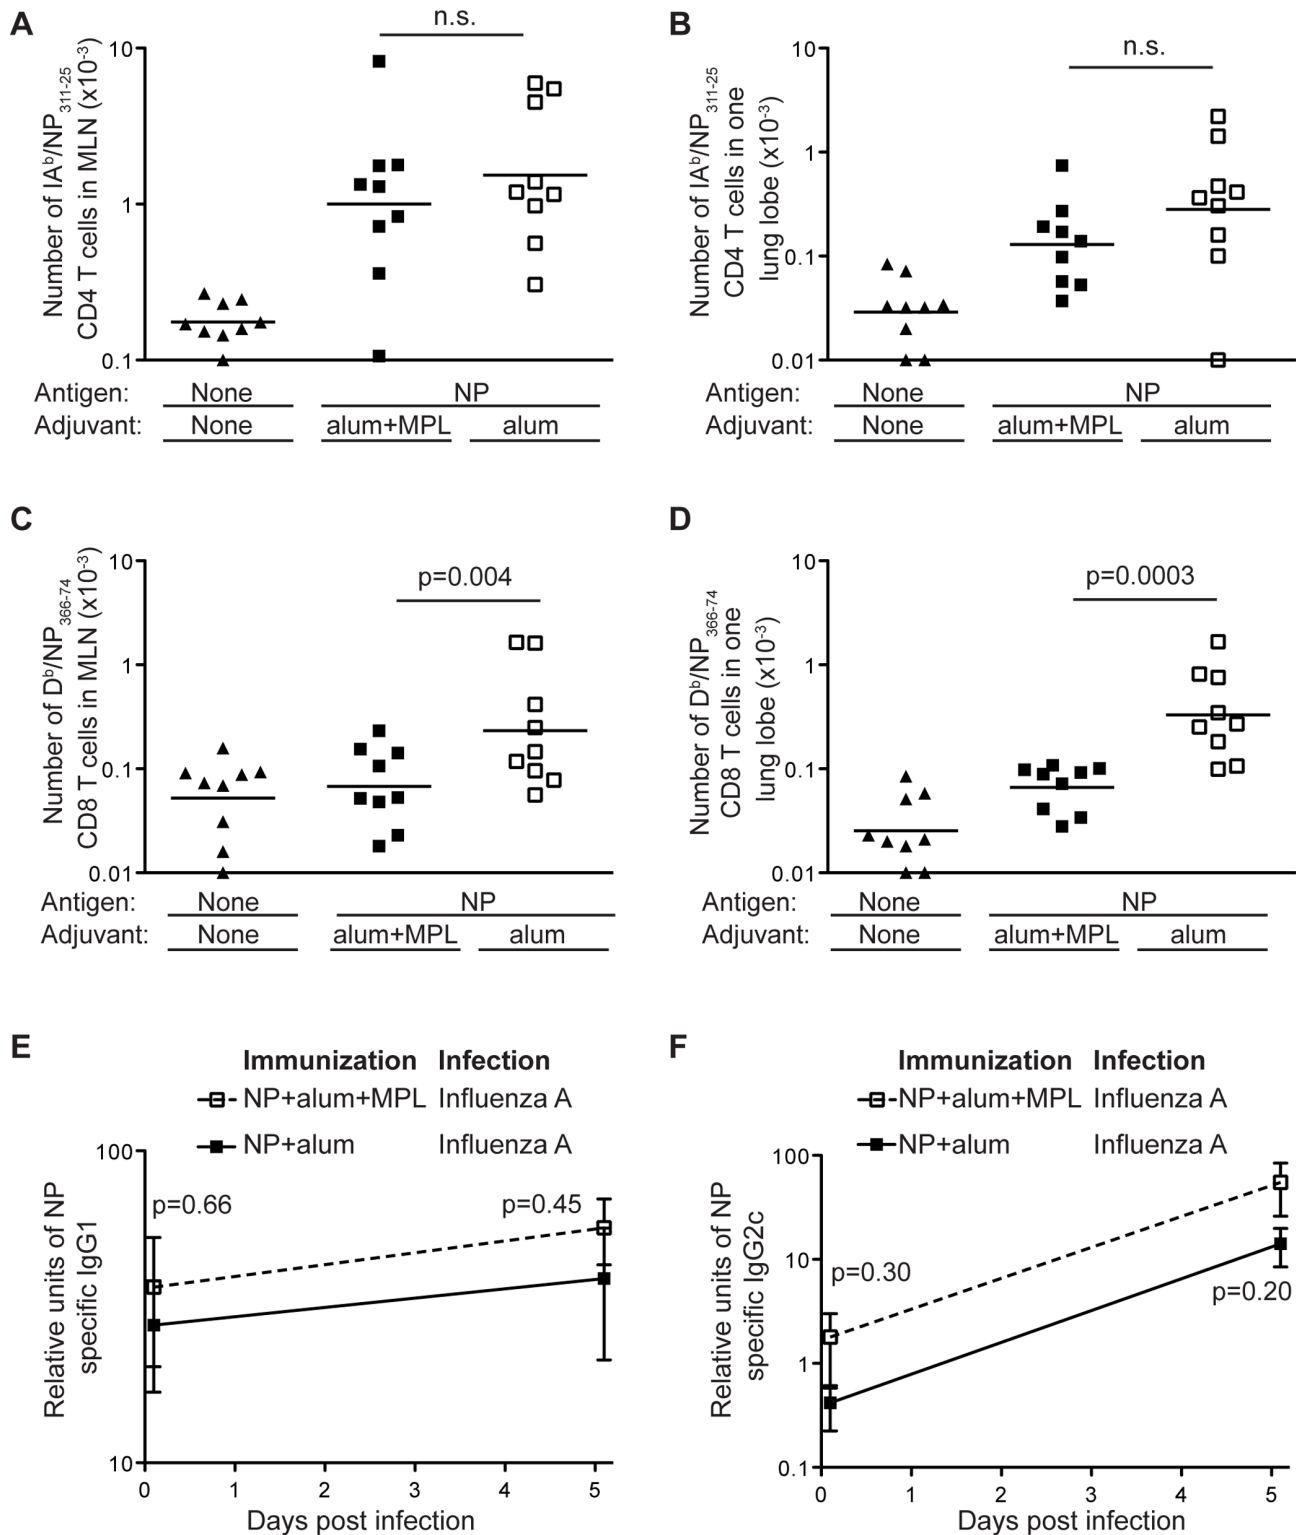 A
n.s.
Number of IAᵇ/NP₃₁₁₋₂₅
CD4 T cells in MLN (x10⁻³)
10
1
0.1
Antigen: None NP
Adjuvant: None alum+MPL alum
B
n.s.
Number of IAᵇ/NP₃₁₁₋₂₅
CD4 T cells in one
lung lobe (x10⁻³)
10
1
0.1
0.01
Antigen: None NP
Adjuvant: None alum+MPL alum
C
p=0.004
Number of Dᵇ/NP₃₆₆₋₇₄
CD8 T cells in MLN (x10⁻³)
10
1
0.1
0.01
Antigen: None NP
Adjuvant: None alum+MPL alum
D
p=0.0003
Number of Dᵇ/NP₃₆₆₋₇₄
CD8 T cells in one
lung lobe (x10⁻³)
10
1
0.1
0.01
Antigen: None NP
Adjuvant: None alum+MPL alum
E
Immunization Infection
NP+alum+MPL Influenza A
NP+alum Influenza A
Relative units of NP
specific IgG1
100
10
p=0.66
p=0.45
0 1 2 3 4 5
Days post infection
F
Immunization Infection
NP+alum+MPL Influenza A
NP+alum Influenza A
Relative units of NP
specific IgG2c
100
10
1
0.1
p=0.30
p=0.20
0 1 2 3 4 5
Days post infection